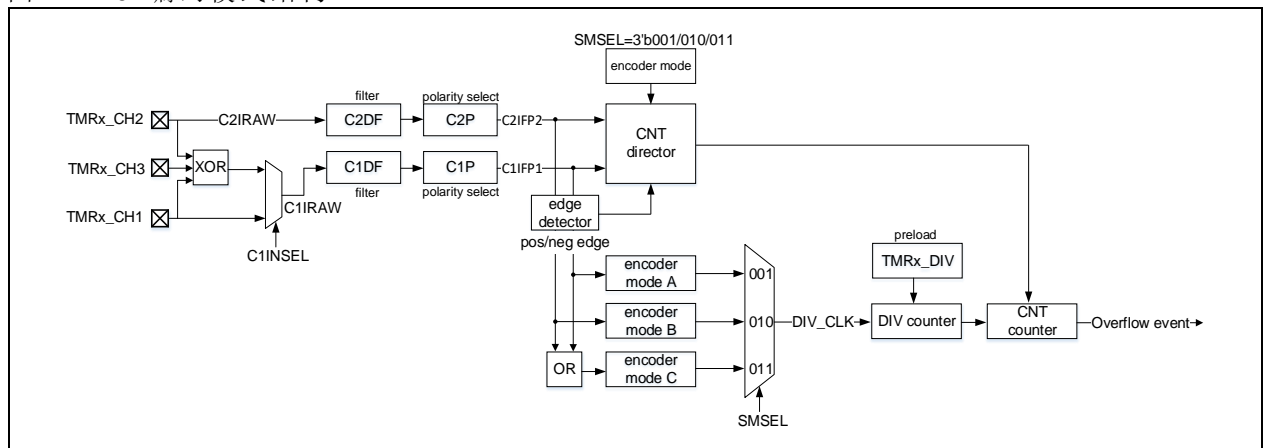 SMSEL=3'b001/010/011
encoder mode
filter
polarity select
TMRx_CH2
C2IRAW
C2DF
C2P
C2IFP2
CNT
director
TMRx_CH3
XOR
C1DF
C1P
C1IFP1
filter
polarity select
C1IRAW
TMRx_CH1
edge
detector
pos/neg edge
C1INSEL
preload
TMRx_DIV
encoder
mode A
001
encoder
mode B
010
DIV_CLK
DIV counter
CNT
counter
Overflow event
OR
encoder
mode C
011
SMSEL